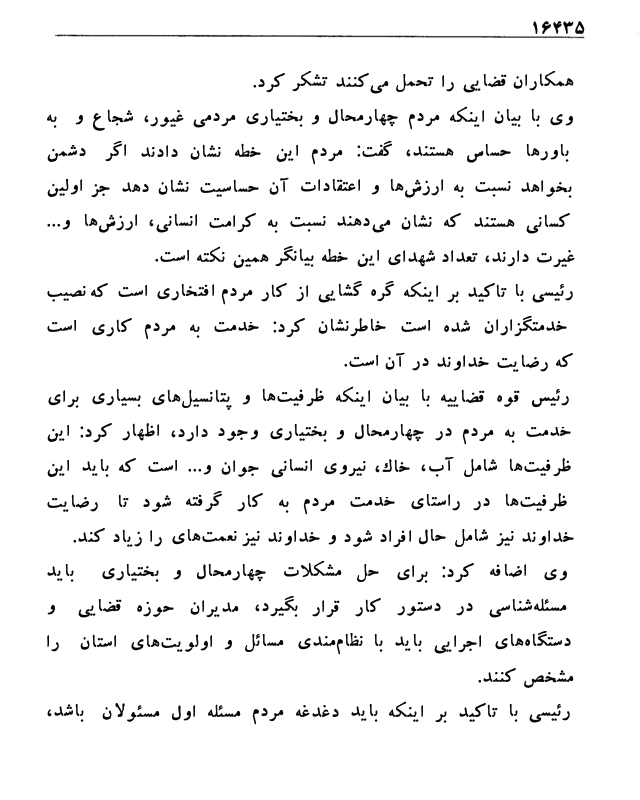 ۱۶۴۳۵
همکاران قضایی را تحمل می‌کنند تشکر کرد.
وی با بیان اینکه مردم چهارمحال و بختیاری مردمی غیور، شجاع و به
باورها حساس هستند، گفت: مردم این خطه نشان دادند اگر دشمن
بخواهد نسبت به ارزش‌ها و اعتقادات آن حساسیت نشان دهد جز اولین
کسانی هستند که نشان می‌دهند نسبت به کرامت انسانی، ارزش‌ها و...
غیرت دارند، تعداد شهدای این خطه بیانگر همین نکته است.
رئیسی با تاکید بر اینکه گره گشایی از کار مردم افتخاری است که نصیب
خدمتگزاران شده است خاطرنشان کرد: خدمت به مردم کاری است
که رضایت خداوند در آن است.
رئیس قوه قضاییه با بیان اینکه ظرفیت‌ها و پتانسیل‌های بسیاری برای
خدمت به مردم در چهارمحال و بختیاری وجود دارد، اظهار کرد: این
ظرفیت‌ها شامل آب، خاك، نیروی انسانی جوان و... است که باید این
ظرفیت‌ها در راستای خدمت مردم به کار گرفته شود تا رضایت
خداوند نیز شامل حال افراد شود و خداوند نیز نعمت‌های را زیاد کند.
وی اضافه کرد: برای حل مشکلات چهارمحال و بختیاری باید
مسئله‌شناسی در دستور کار قرار بگیرد، مدیران حوزه قضایی و
دستگاه‌های اجرایی باید با نظام‌مندی مسائل و اولویت‌های استان را
مشخص کنند.
رئیسی با تاکید بر اینکه باید دغدغه مردم مسئله اول مسئولان باشد،